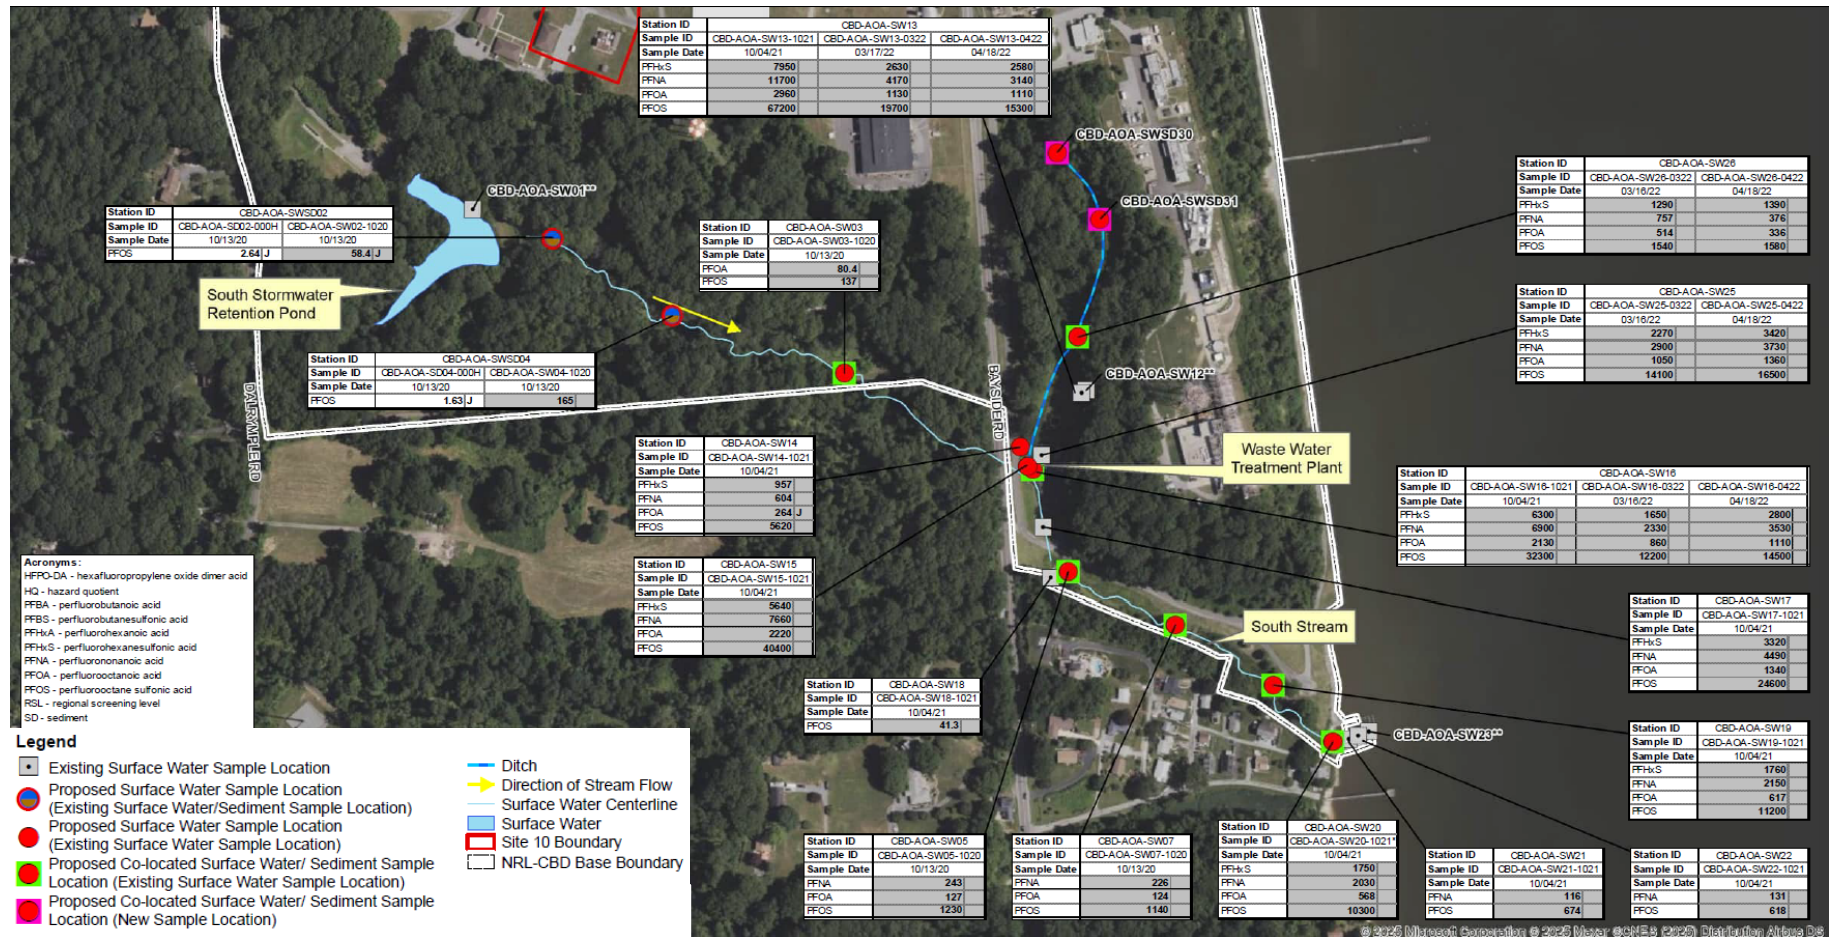 Station ID CBD-AOA-SW13
Sample ID CBD-AOA-SW13-1021 CBD-AOA-SW13-0322 CBD-AOA-SW13-0422
Sample Date 10/04/21 03/17/22 04/18/22
PFHxS 7950 2630 2580
PFNA 11700 4170 3140
PFOA 2960 1130 1110
PFOS 67200 19700 15300
CBD-AOA-SWSD30
CBD-AOA-SWSD31
CBD-AOA-SW01**
Station ID CBD-AOA-SW26
Sample ID CBD-AOA-SW26-0322 CBD-AOA-SW26-0422
Sample Date 03/16/22 04/18/22
PFHxS 1290 1390
PFNA 757 376
PFOA 514 336
PFOS 1540 1580
Station ID CBD-AOA-SWSD02
Sample ID CBD-AOA-SD02-000H CBD-AOA-SW02-1020
Sample Date 10/13/20 10/13/20
PFOS 2.64 J 58.4 J
Station ID CBD-AOA-SW03
Sample ID CBD-AOA-SW03-1020
Sample Date 10/13/20
PFOA 80.4
PFOS 137
South Stormwater
Retention Pond
Station ID CBD-AOA-SW25
Sample ID CBD-AOA-SW25-0322 CBD-AOA-SW25-0422
Sample Date 03/16/22 04/18/22
PFHxS 2270 3420
PFNA 2900 3730
PFOA 1050 1360
PFOS 14100 16500
Station ID CBD-AOA-SWSD04
Sample ID CBD-AOA-SD04-000H CBD-AOA-SW04-1020
Sample Date 10/13/20 10/13/20
PFOS 1.63 J 165
CBD-AOA-SW12**
DALRYMPLE RD
BAYSIDE RD
Station ID CBD-AOA-SW14
Sample ID CBD-AOA-SW14-1021
Sample Date 10/04/21
PFHxS 957
PFNA 604
PFOA 264 J
PFOS 5620
Waste Water
Treatment Plant
Station ID CBD-AOA-SW16
Sample ID CBD-AOA-SW16-1021 CBD-AOA-SW16-0322 CBD-AOA-SW16-0422
Sample Date 10/04/21 03/16/22 04/18/22
PFHxS 6300 1650 2800
PFNA 6900 2330 3530
PFOA 2130 860 1110
PFOS 32300 12200 14500
Station ID CBD-AOA-SW15
Sample ID CBD-AOA-SW15-1021
Sample Date 10/04/21
PFHxS 5640
PFNA 7660
PFOA 2220
PFOS 40400
Acronyms:
HFPO-DA - hexafluoropropylene oxide dimer acid
HQ - hazard quotient
PFBA - perfluorobutanoic acid
PFBS - perfluorobutanesulfonic acid
PFHxA - perfluorohexanoic acid
PFHxS - perfluorohexanesulfonic acid
PFNA - perfluorononanoic acid
PFOA - perfluorooctanoic acid
PFOS - perfluorooctane sulfonic acid
RSL - regional screening level
SD - sediment
Station ID CBD-AOA-SW17
Sample ID CBD-AOA-SW17-1021
Sample Date 10/04/21
PFHxS 3320
PFNA 4490
PFOA 1340
PFOS 24600
South Stream
Station ID CBD-AOA-SW18
Sample ID CBD-AOA-SW18-1021
Sample Date 10/04/21
PFOS 41.3
CBD-AOA-SW23**
Station ID CBD-AOA-SW19
Sample ID CBD-AOA-SW19-1021
Sample Date 10/04/21
PFHxS 1760
PFNA 2150
PFOA 617
PFOS 11200
Legend
Existing Surface Water Sample Location
Proposed Surface Water Sample Location
(Existing Surface Water/Sediment Sample Location)
Proposed Surface Water Sample Location
(Existing Surface Water Sample Location)
Proposed Co-located Surface Water/ Sediment Sample
Location (Existing Surface Water Sample Location)
Proposed Co-located Surface Water/ Sediment Sample
Location (New Sample Location)
Ditch
Direction of Stream Flow
Surface Water Centerline
Surface Water
Site 10 Boundary
NRL-CBD Base Boundary
Station ID CBD-AOA-SW05
Sample ID CBD-AOA-SW05-1020
Sample Date 10/13/20
PFNA 243
PFOA 127
PFOS 1230
Station ID CBD-AOA-SW07
Sample ID CBD-AOA-SW07-1020
Sample Date 10/13/20
PFNA 226
PFOA 124
PFOS 1140
Station ID CBD-AOA-SW20
Sample ID CBD-AOA-SW20-1021*
Sample Date 10/04/21
PFHxS 1750
PFNA 2030
PFOA 568
PFOS 10300
Station ID CBD-AOA-SW21
Sample ID CBD-AOA-SW21-1021
Sample Date 10/04/21
PFNA 116
PFOS 674
Station ID CBD-AOA-SW22
Sample ID CBD-AOA-SW22-1021
Sample Date 10/04/21
PFNA 131
PFOS 618
© 2025 Microsoft Corporation © 2025 Maxar ©CNES (2025) Distribution Airbus DS